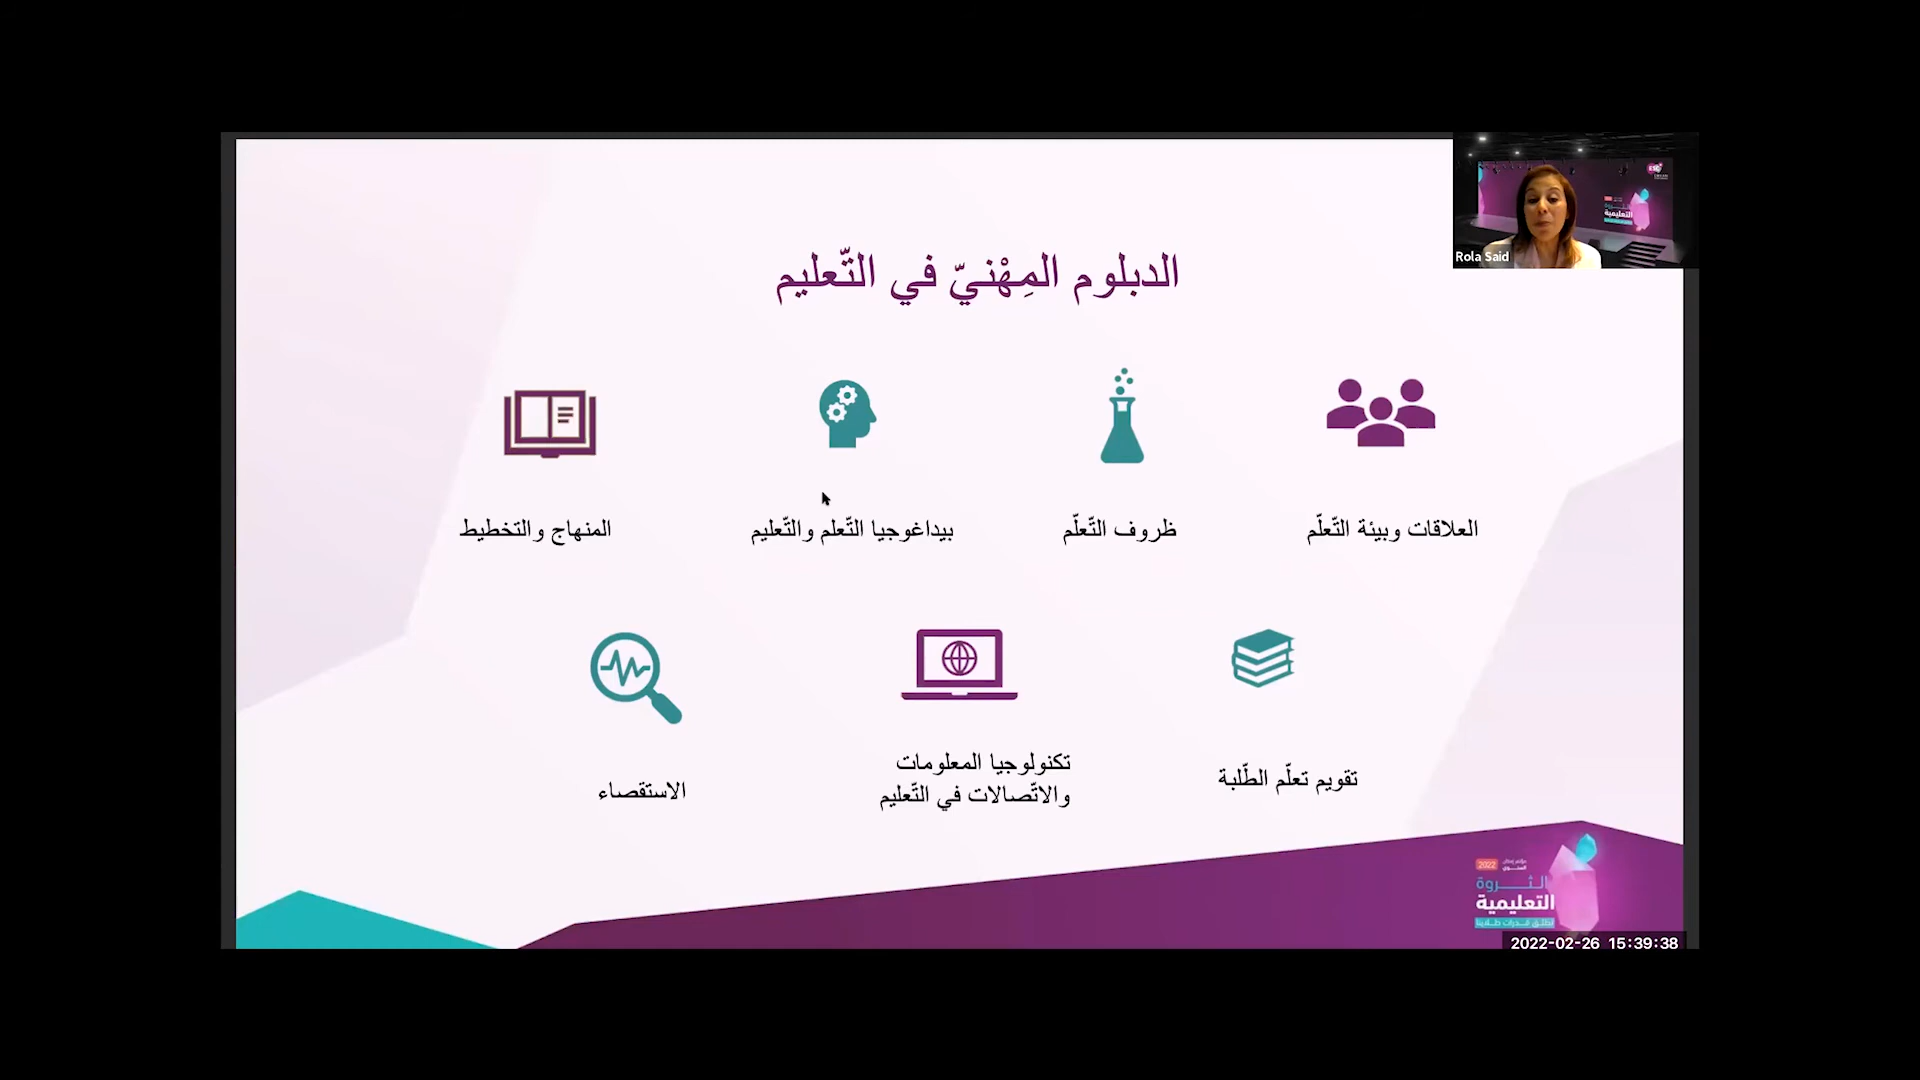 Rola Said
الدبلوم المِهْنيّ في التّعليم
العلاقات وبيئة التّعلّم
ظروف التّعلّم
بيداغوجيا التّعلم والتّعليم
المنهاج والتخطيط
تقويم تعلّم الطّلبة
تكنولوجيا المعلومات
والاتّصالات في التّعليم
الاستقصاء
2022
الثروة
التعليمية
2022-02-26 15:39:38